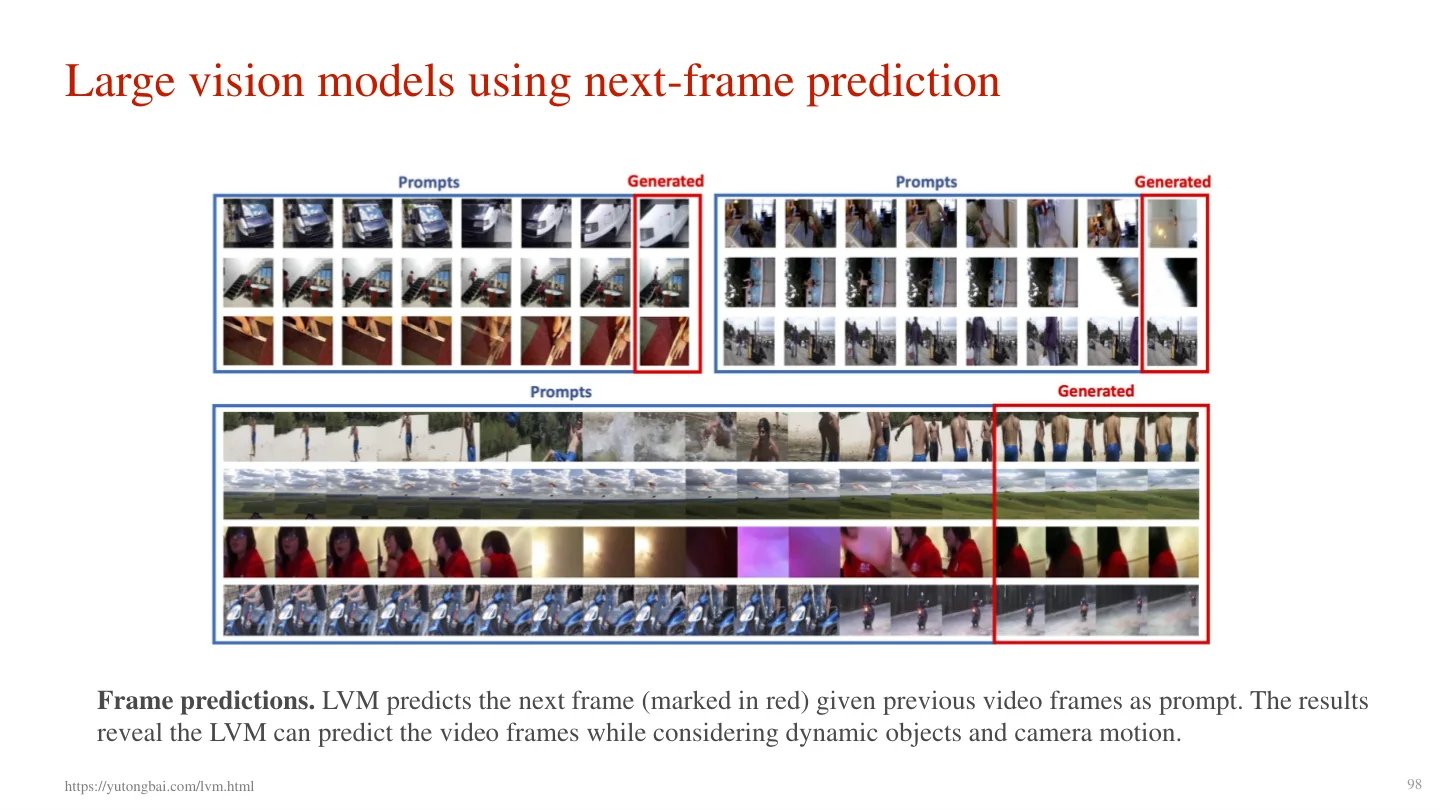 Large vision models using next-frame prediction
Prompts
Generated
Prompts
Generated
Prompts
Generated
Frame predictions. LVM predicts the next frame (marked in red) given previous video frames as prompt. The results
reveal the LVM can predict the video frames while considering dynamic objects and camera motion.
https://yutongbai.com/lvm.html
98